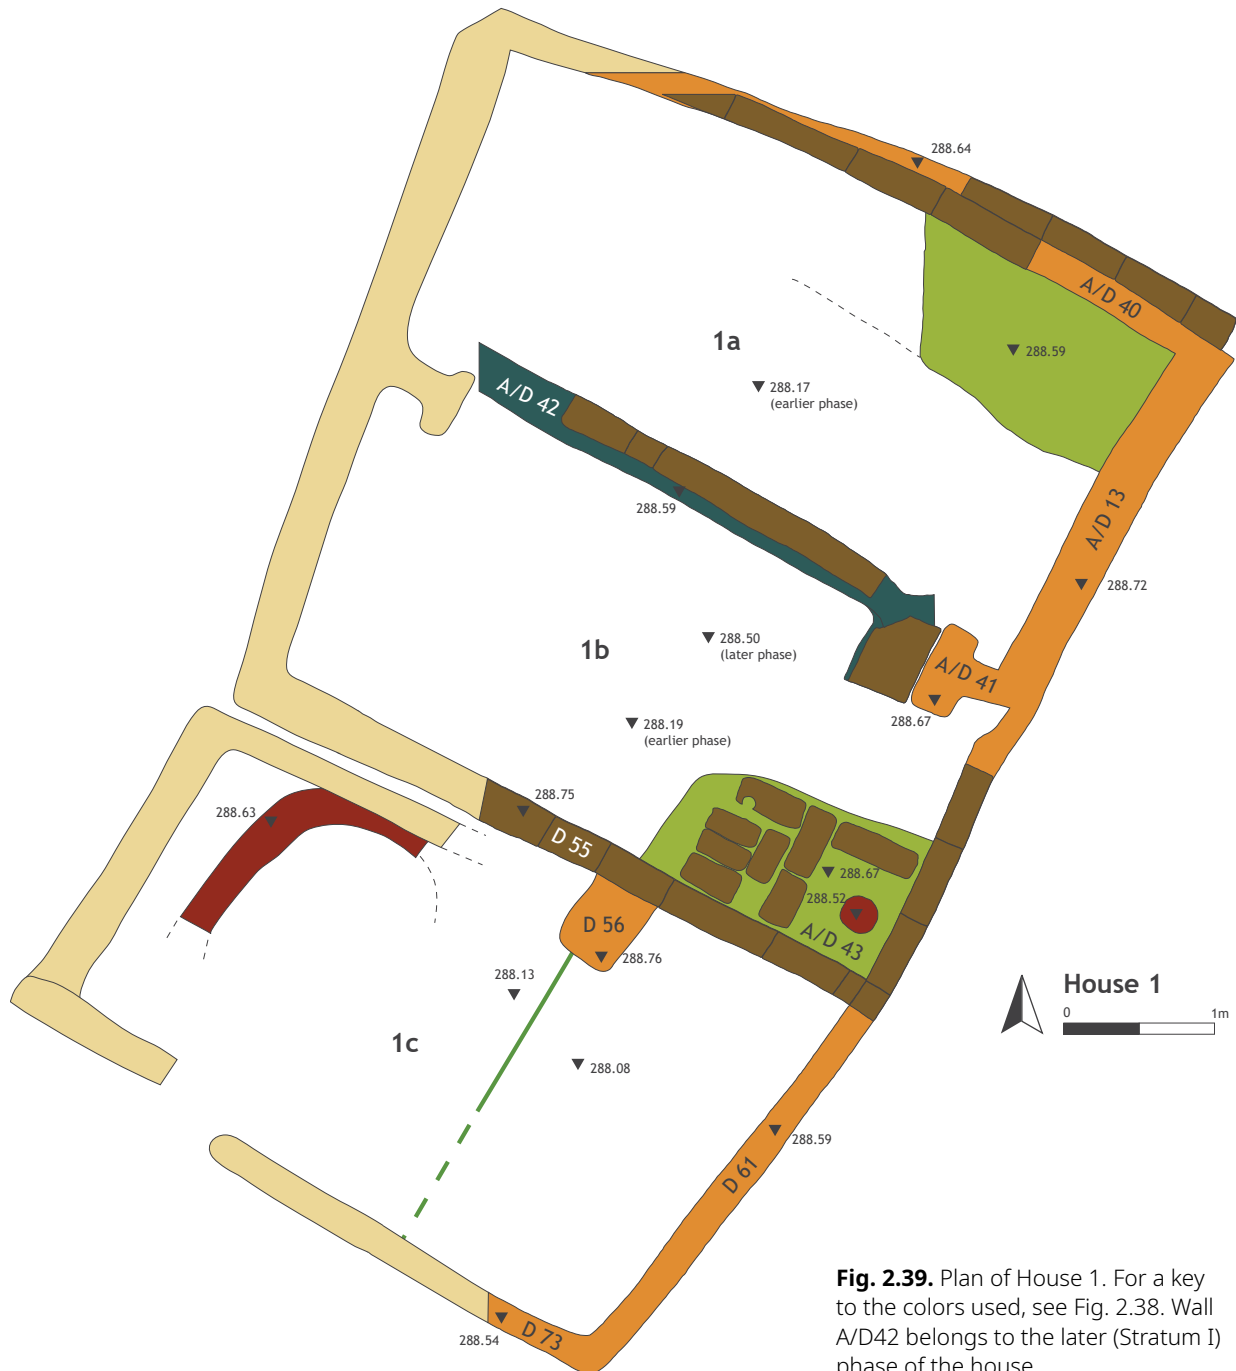 288.64
A/D 40
288.59
1a
288.17
(earlier phase)
A/D 42
288.59
A/D 13
288.72
288.50
(later phase)
1b
A/D 41
288.67
288.19
(earlier phase)
288.75
288.63
D 55
288.67
288.52
A/D 43
D 56
288.76
288.13
House 1
0 1m
1c
288.08
288.59
D 61
288.54
D 73
Fig. 2.39. Plan of House 1. For a key
to the colors used, see Fig. 2.38. Wall
A/D42 belongs to the later (Stratum I)
phase of the house